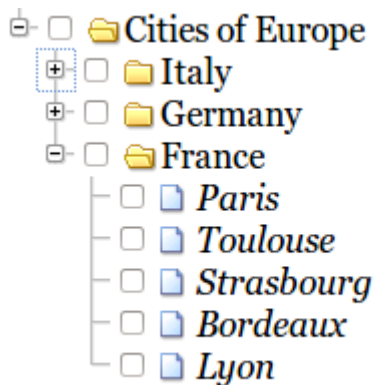 Cities of Europe
Italy
Germany
France
Paris
Toulouse
Strasbourg
Bordeaux
Lyon